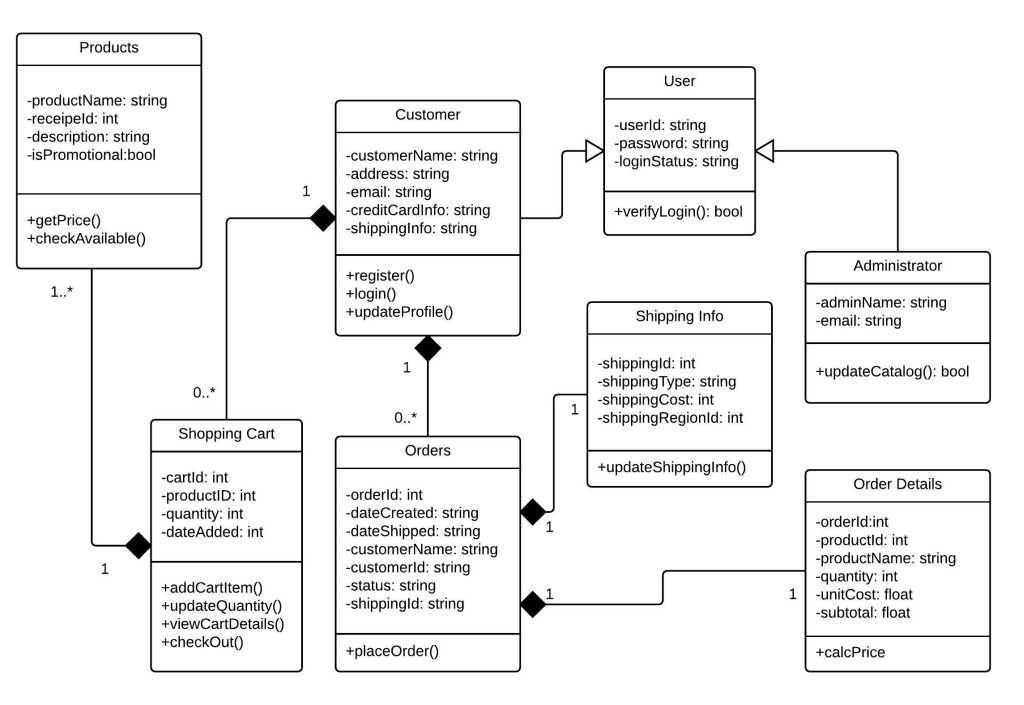 Products
-productName: string
-receipeId: int
-description: string
-isPromotional:bool
+getPrice()
+checkAvailable()
1..*
1
Customer
-customerName: string
-address: string
-email: string
-creditCardInfo: string
-shippingInfo: string
+register()
+login()
+updateProfile()
1
0..*
1
0..*
User
-userId: string
-password: string
-loginStatus: string
+verifyLogin(): bool
Administrator
-adminName: string
-email: string
+updateCatalog(): bool
Shipping Info
-shippingId: int
-shippingType: string
-shippingCost: int
-shippingRegionId: int
+updateShippingInfo()
1
1
Shopping Cart
-cartId: int
-productID: int
-quantity: int
-dateAdded: int
+addCartItem()
+updateQuantity()
+viewCartDetails()
+checkOut()
Orders
-orderId: int
-dateCreated: string
-dateShipped: string
-customerName: string
-customerId: string
-status: string
-shippingId: string
+placeOrder()
1
1
Order Details
-orderId:int
-productId: int
-productName: string
-quantity: int
-unitCost: float
-subtotal: float
+calcPrice